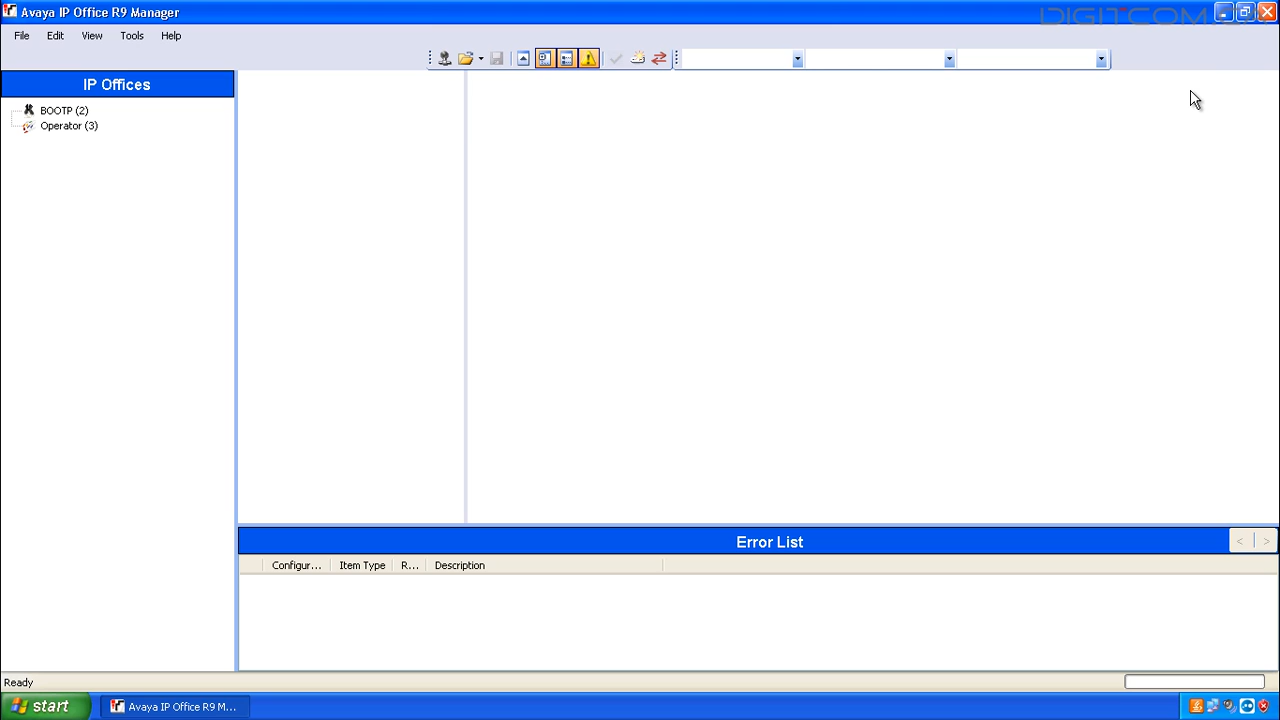 Avaya IP Office R9 Manager
DIGITCOM
File Edit View Tools Help
IP Offices
BOOTP (2)
Operator (3)
Error List
< >
Configur... Item Type R... Description
Ready
start Avaya IP Office R9 M...